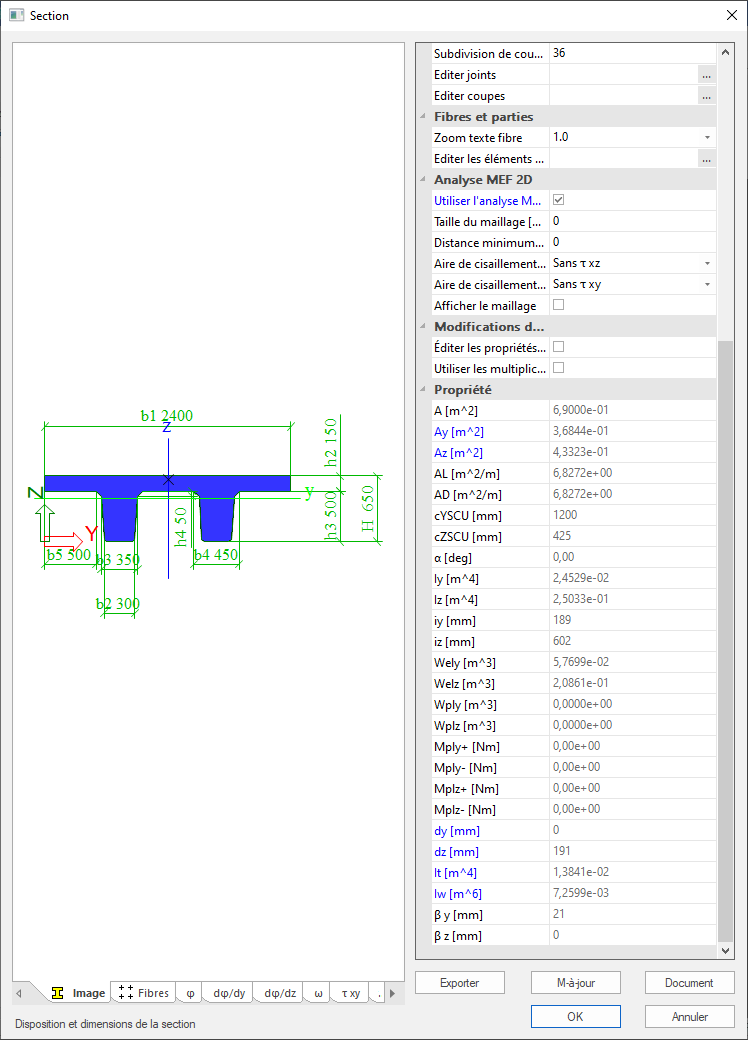 Section
b1 2400
z
h2 150
y
Z
Y
h4 50
h3 500
H 650
b5 500
b3 350
b4 450
b2 300
Subdivision de cou... 36
Editer joints ...
Editer coupes ...
Fibres et parties
Zoom texte fibre 1.0
Editer les éléments ... ...
Analyse MEF 2D
Utiliser l'analyse M...
Taille du maillage [... 0
Distance minimum... 0
Aire de cisaillement... Sans τ xz
Aire de cisaillement... Sans τ xy
Afficher le maillage
Modifications d...
Éditer les propriétés...
Utiliser les multiplic...
Propriété
A [m^2] 6,9000e-01
Ay [m^2] 3,6844e-01
Az [m^2] 4,3323e-01
AL [m^2/m] 6,8272e+00
AD [m^2/m] 6,8272e+00
cYSCU [mm] 1200
cZSCU [mm] 425
α [deg] 0,00
Iy [m^4] 2,4529e-02
Iz [m^4] 2,5033e-01
iy [mm] 189
iz [mm] 602
Wely [m^3] 5,7699e-02
Welz [m^3] 2,0861e-01
Wply [m^3] 0,0000e+00
Wplz [m^3] 0,0000e+00
Mply+ [Nm] 0,00e+00
Mply- [Nm] 0,00e+00
Mplz+ [Nm] 0,00e+00
Mplz- [Nm] 0,00e+00
dy [mm] 0
dz [mm] 191
It [m^4] 1,3841e-02
Iw [m^6] 7,2599e-03
β y [mm] 21
β z [mm] 0
Image Fibres φ dφ/dy dφ/dz ω τ xy .
Exporter M-à-jour Document
Disposition et dimensions de la section
OK Annuler